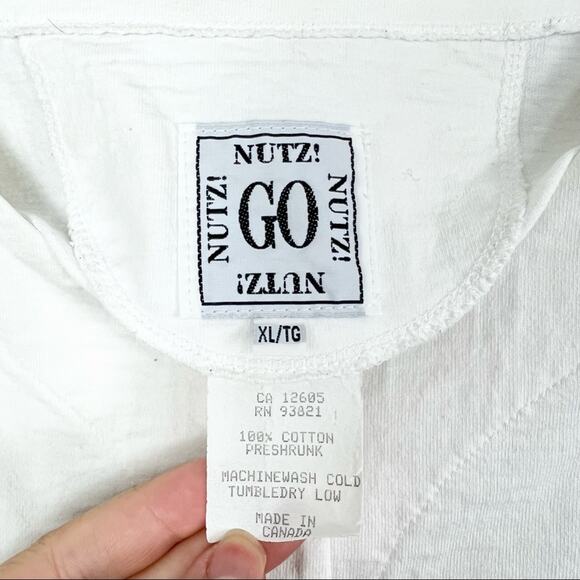 NUTZ!
NUTZ!
GO
NUTZ!
NUTZ!
XL/TG
CA 12605
RN 93821
100% COTTON
PRESHRUNK
MACHINEWASH COLD
TUMBLEDRY LOW
MADE IN
CANADA